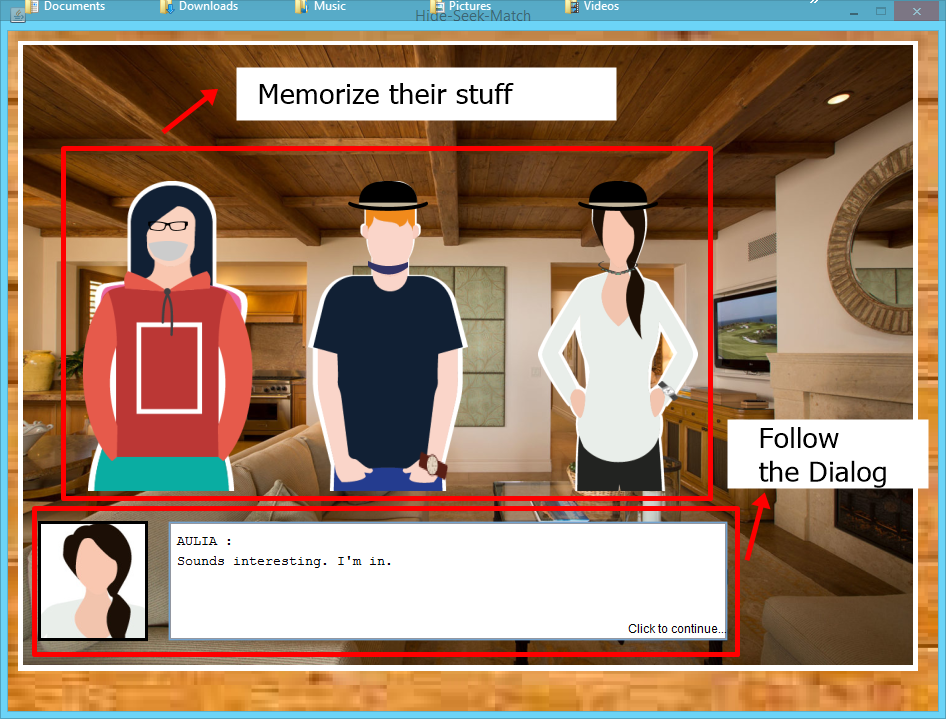 Documents
Downloads
Music
Pictures
Videos
Hide-Seek-Match
Memorize their stuff
Follow
the Dialog
AULIA :
Sounds interesting. I'm in.
Click to continue...